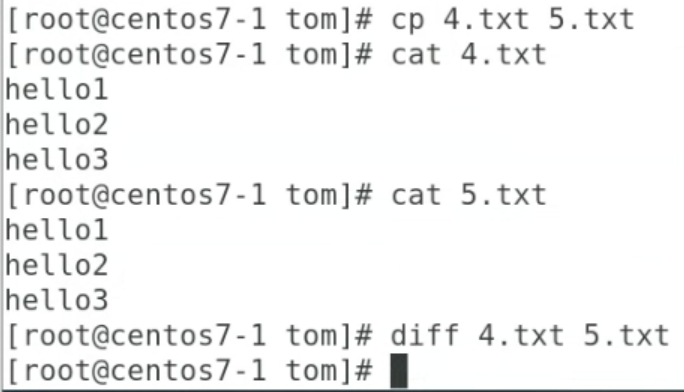 [root@centos7-1 tom]# cp 4.txt 5.txt
[root@centos7-1 tom]# cat 4.txt
hello1
hello2
hello3
[root@centos7-1 tom]# cat 5.txt
hello1
hello2
hello3
[root@centos7-1 tom]# diff 4.txt 5.txt
[root@centos7-1 tom]#